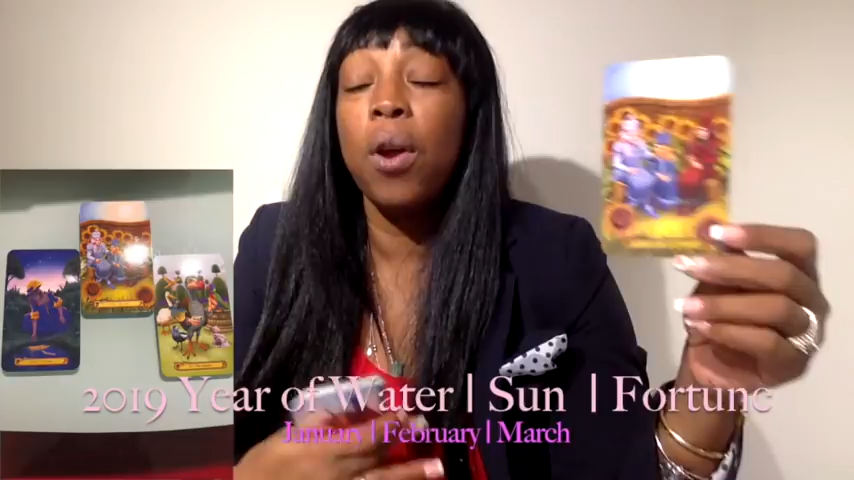 2019 Year of Water | Sun | Fortune
January | February | March